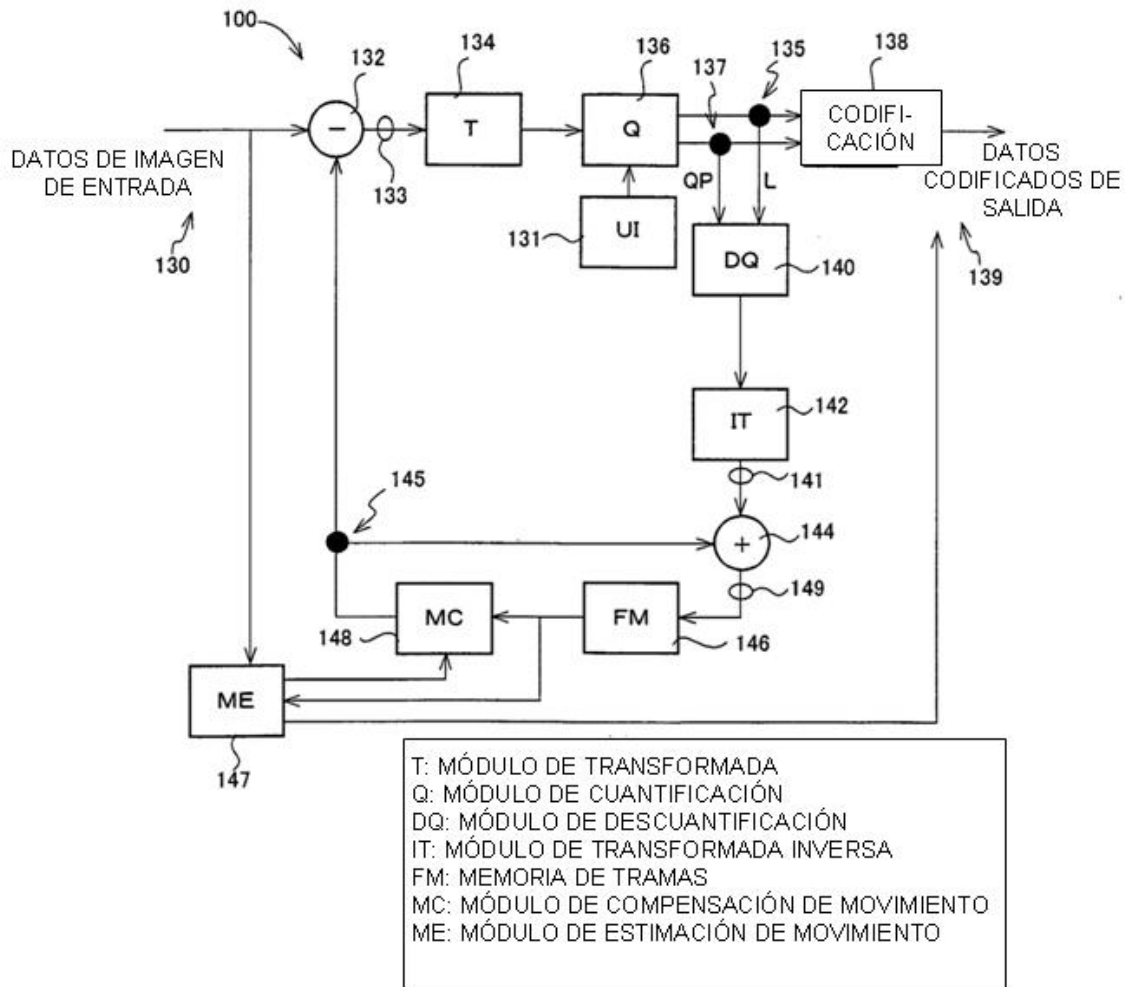 100
132
134
136
137
135
138
T
Q
CODIFI-
CACIÓN
DATOS DE IMAGEN
DE ENTRADA
133
QP
L
DATOS
CODIFICADOS DE
SALIDA
130
131
UI
DQ
140
139
IT
142
141
145
+
144
149
MC
148
FM
146
ME
147
T: MÓDULO DE TRANSFORMADA
Q: MÓDULO DE CUANTIFICACIÓN
DQ: MÓDULO DE DESCUANTIFICACIÓN
IT: MÓDULO DE TRANSFORMADA INVERSA
FM: MEMORIA DE TRAMAS
MC: MÓDULO DE COMPENSACIÓN DE MOVIMIENTO
ME: MÓDULO DE ESTIMACIÓN DE MOVIMIENTO